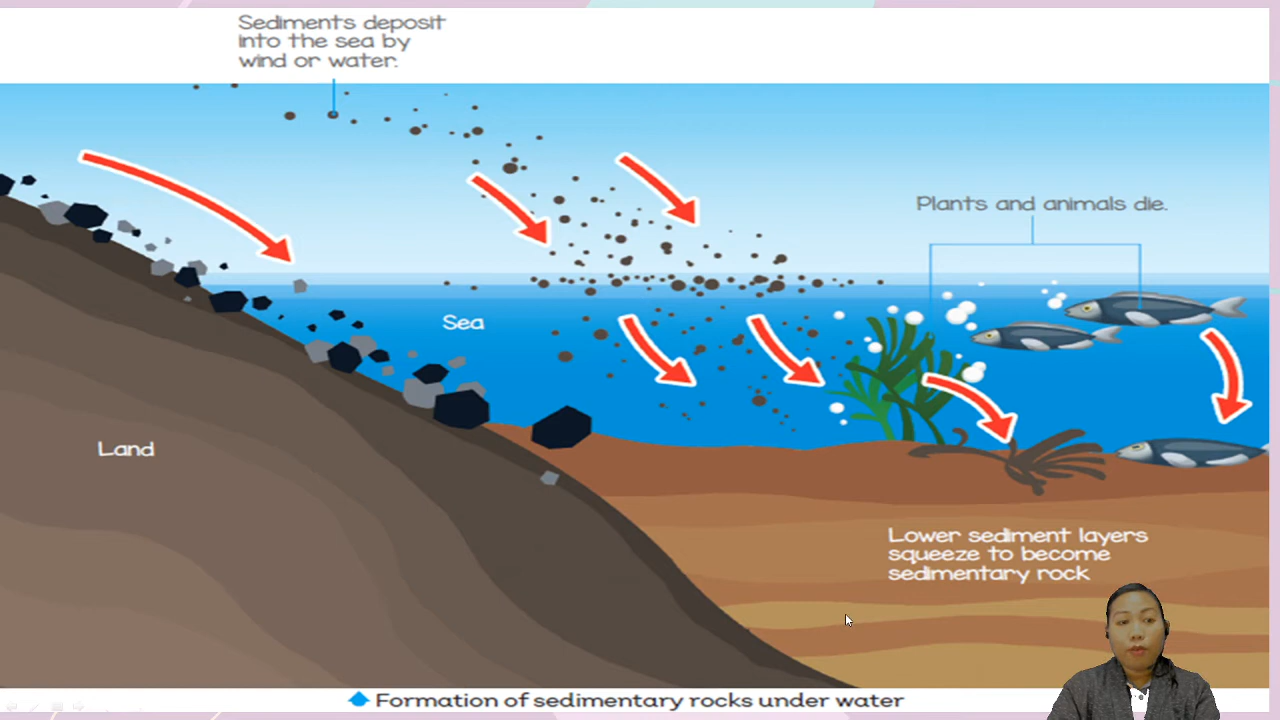 Sediments deposit
into the sea by
wind or water.
Plants and animals die.
Sea
Land
Lower sediment layers
squeeze to become
sedimentary rock
Formation of sedimentary rocks under water